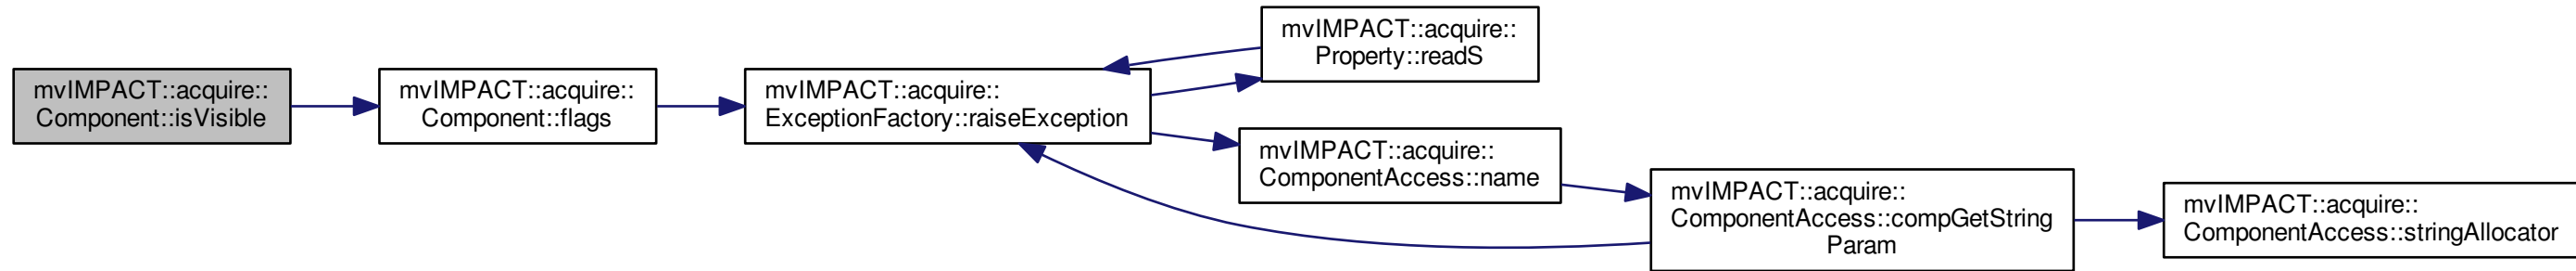 mvIMPACT::acquire::
Component::isVisible
mvIMPACT::acquire::
Component::flags
mvIMPACT::acquire::
ExceptionFactory::raiseException
mvIMPACT::acquire::
Property::readS
mvIMPACT::acquire::
ComponentAccess::name
mvIMPACT::acquire::
ComponentAccess::compGetString
Param
mvIMPACT::acquire::
ComponentAccess::stringAllocator